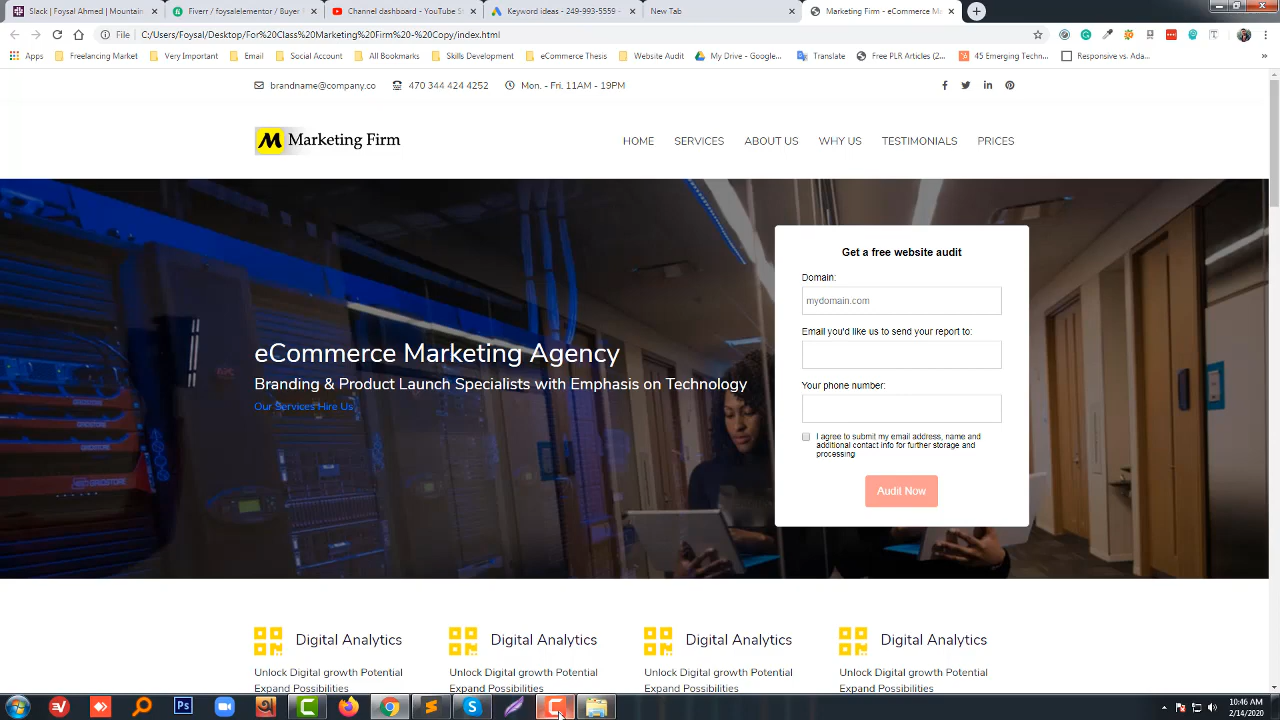 Slack | Foysal Ahmed | Mountain
Fiverr / foysalementor / Buyer
Channel dashboard - YouTube S
Keyword ideas - 249-993-5559
New Tab
Marketing Firm - eCommerce M
File | C:/Users/Foysal/Desktop/For%20Class%20Marketing%20Firm%20-%20Copy/index.html
Apps
Freelancing Market
Very Important
Email
Social Account
All Bookmarks
Skills Development
eCommerce Thesis
Website Audit
My Drive - Google...
Translate
Free PLR Articles (2...
45 Emerging Techn...
Responsive vs. Ada...
brandname@company.co
470 344 424 4252
Mon. - Fri. 11AM - 19PM
M Marketing Firm
HOME
SERVICES
ABOUT US
WHY US
TESTIMONIALS
PRICES
eCommerce Marketing Agency
Branding & Product Launch Specialists with Emphasis on Technology
Our Services Hire Us
Get a free website audit
Domain:
mydomain.com
Email you'd like us to send your report to:
Your phone number:
I agree to submit my email address, name and
additional contact info for further storage and
processing
Audit Now
Digital Analytics
Unlock Digital growth Potential
Expand Possibilities
Digital Analytics
Unlock Digital growth Potential
Expand Possibilities
Digital Analytics
Unlock Digital growth Potential
Expand Possibilities
Digital Analytics
Unlock Digital growth Potential
Expand Possibilities
10:46 AM
2/14/2020